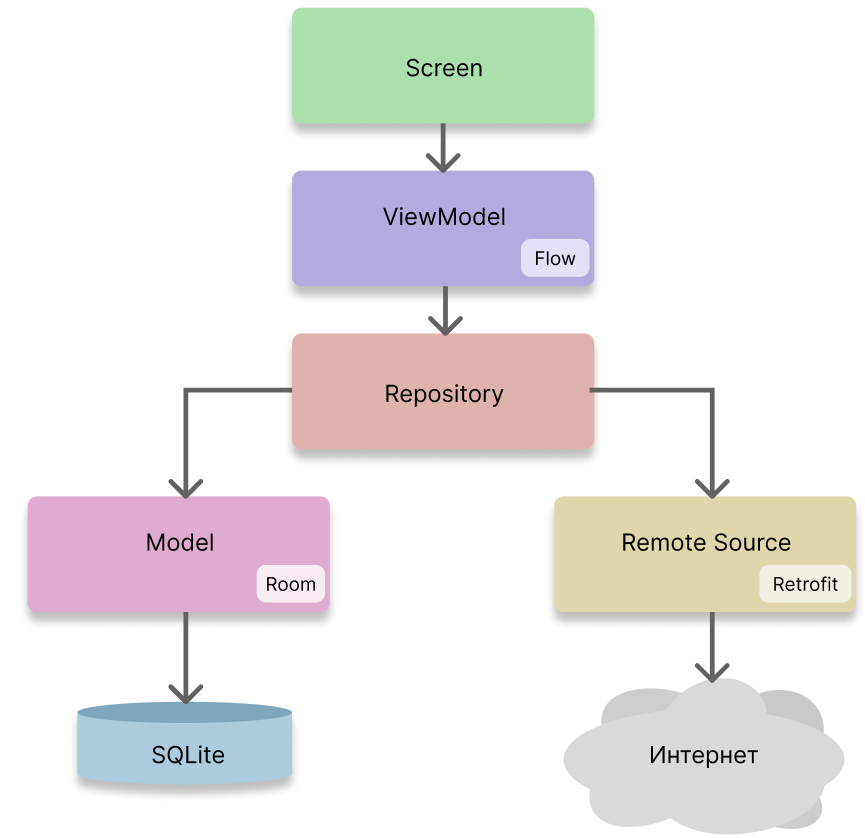 Screen
ViewModel
Flow
Repository
Model
Room
Remote Source
Retrofit
SQLite
Интернет